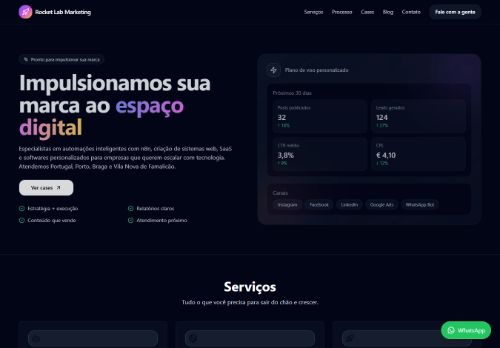 Rocket Lab Marketing
Serviços Processo Cases Blog Contato Fale com a gente
Pronto para impulsionar sua marca
Impulsionamos sua
marca ao espaço
digital
Especialistas em automações inteligentes com n8n, criação de sistemas web, SaaS
e softwares personalizados para empresas que querem escalar com tecnologia.
Atendemos Portugal, Porto, Braga e Vila Nova de Famalicão.
Ver cases
Estratégia + execução
Relatórios claros
Conteúdo que vende
Atendimento próximo
Plano de voo personalizado
Próximos 30 dias
Posts publicados
32
↑ 18%
Leads gerados
124
↑ 27%
CTR médio
3,8%
↑ 9%
CPL
€ 4,10
↓ 12%
Canais
Instagram Facebook LinkedIn Google Ads WhatsApp Bot
Serviços
Tudo o que você precisa para sair do chão e crescer.
WhatsApp